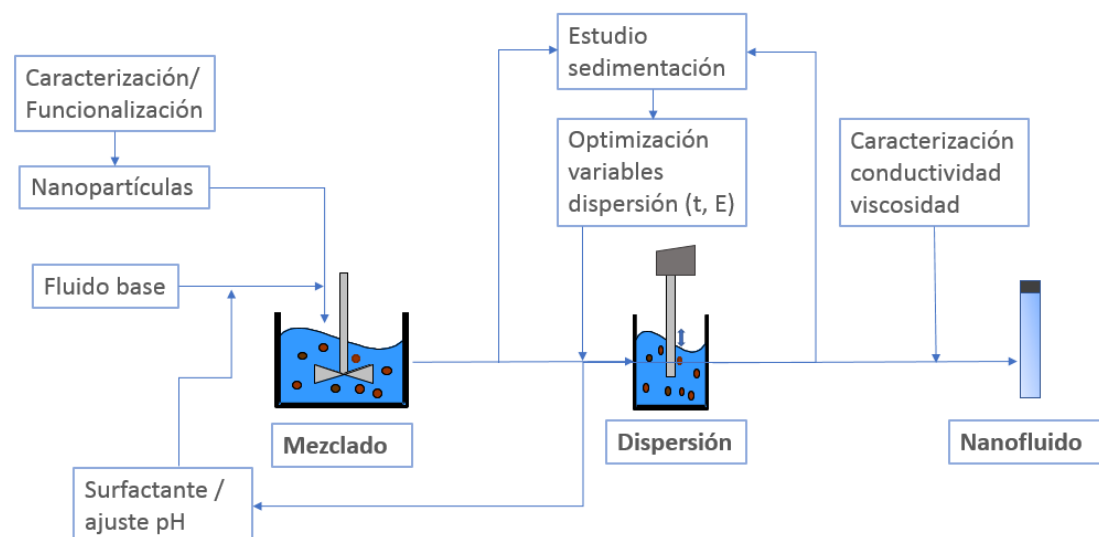 Estudio
sedimentación
Caracterización/
Funcionalización
Optimización
variables
dispersión (t, E)
Caracterización
conductividad
viscosidad
Nanopartículas
Fluido base
Mezclado
Dispersión
Nanofluido
Surfactante /
ajuste pH